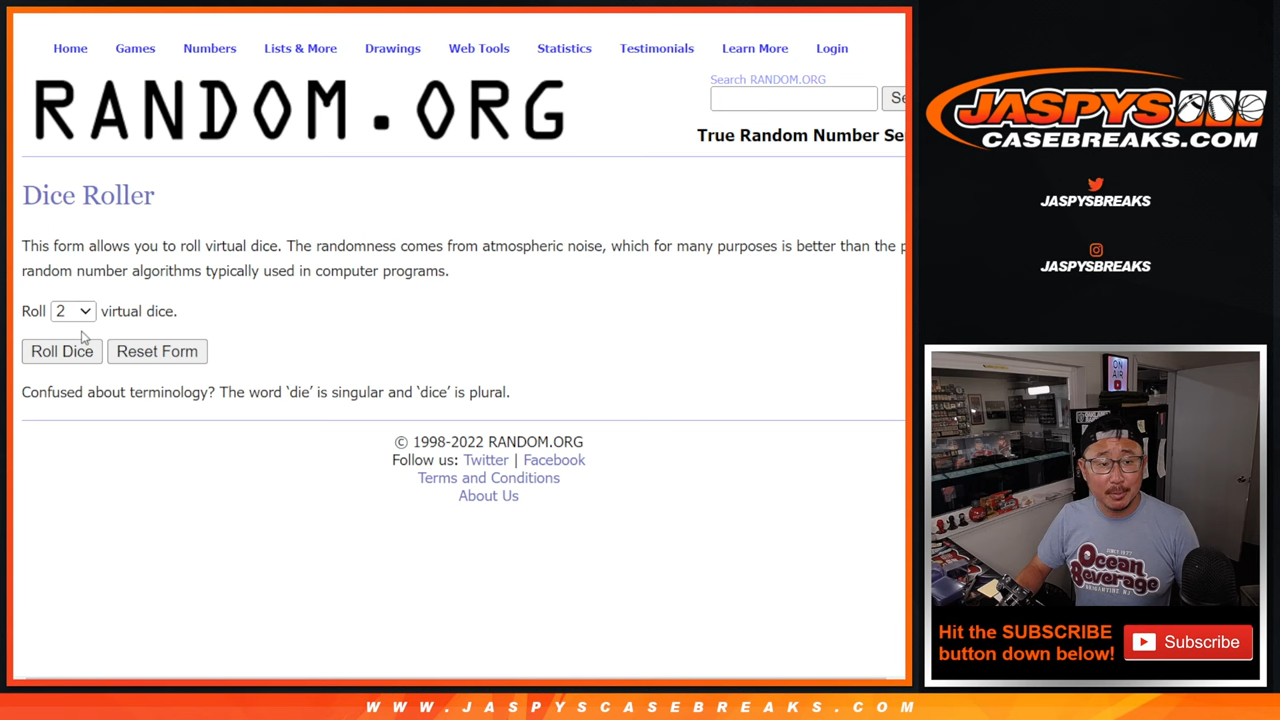 Home Games Numbers Lists & More Drawings Web Tools Statistics Testimonials Learn More Login
RANDOM.ORG
Search RANDOM.ORG
Se
True Random Number Se
Dice Roller
This form allows you to roll virtual dice. The randomness comes from atmospheric noise, which for many purposes is better than the p
random number algorithms typically used in computer programs.
Roll 2 virtual dice.
Roll Dice Reset Form
Confused about terminology? The word ‘die’ is singular and ‘dice’ is plural.
© 1998-2022 RANDOM.ORG
Follow us: Twitter | Facebook
Terms and Conditions
About Us
JASPYS
CASEBREAKS.COM
JASPYSBREAKS
JASPYSBREAKS
ON
AIR
Ocean
Beverage
BRIGANTINE NJ
Hit the SUBSCRIBE
button down below!
Subscribe
WWW.JASPYSCASEBREAKS.COM